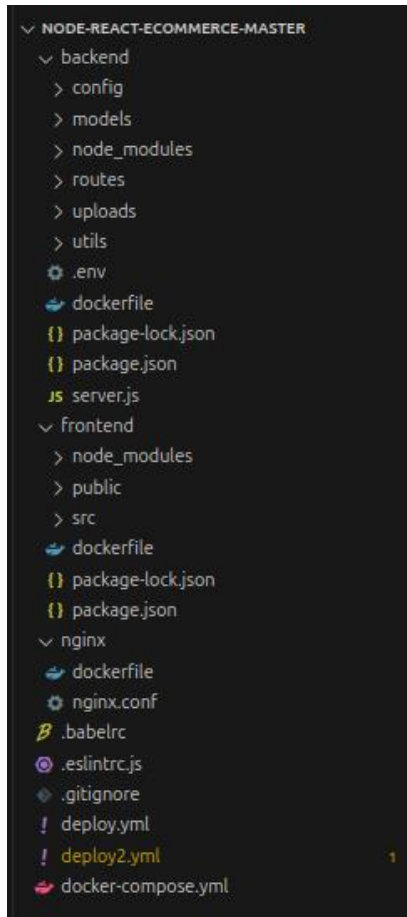 NODE-REACT-ECOMMERCE-MASTER
backend
config
models
node_modules
routes
uploads
utils
.env
dockerfile
{} package-lock.json
{} package.json
JS server.js
frontend
node_modules
public
src
dockerfile
{} package-lock.json
{} package.json
nginx
dockerfile
nginx.conf
B .babelrc
.eslintrc.js
.gitignore
! deploy.yml
! deploy2.yml 1
docker-compose.yml